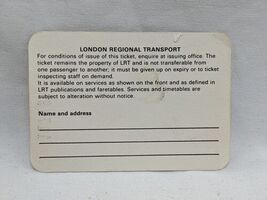 LONDON REGIONAL TRANSPORT
For conditions of issue of this ticket, enquire at issuing office. The
ticket remains the property of LRT and is not transferable from
one passenger to another; it must be given up on expiry or to ticket
inspecting staff on demand.
It is available on services as shown on the front and as defined in
LRT publications and faretables. Services and timetables are
subject to alteration without notice.
Name and address